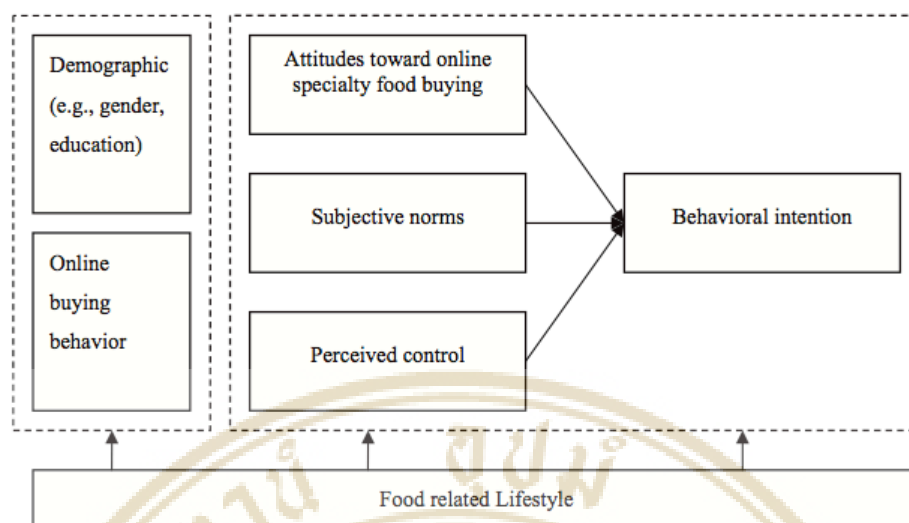 Demographic
(e.g., gender,
education)
Online
buying
behavior
Attitudes toward online
specialty food buying
Subjective norms
Perceived control
Behavioral intention
Food related Lifestyle